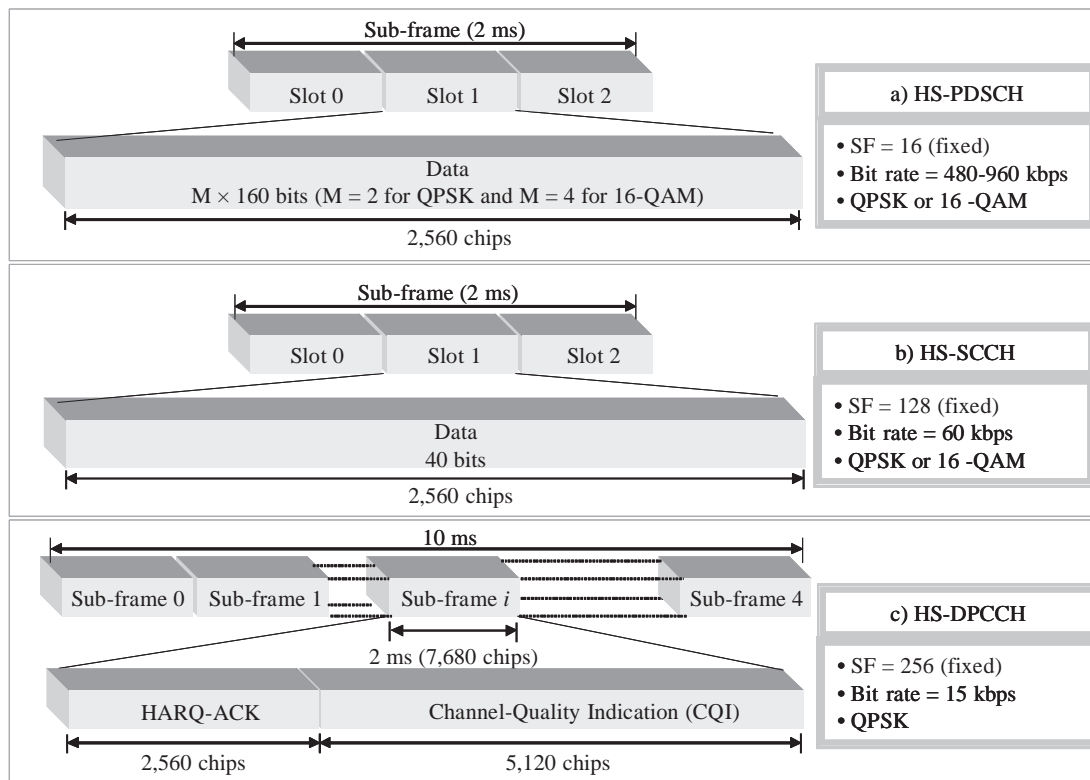 Sub-frame (2 ms)
Slot 0
Slot 1
Slot 2
Data
M × 160 bits (M = 2 for QPSK and M = 4 for 16-QAM)
2,560 chips
a) HS-PDSCH
• SF = 16 (fixed)
• Bit rate = 480-960 kbps
• QPSK or 16 -QAM
Sub-frame (2 ms)
Slot 0
Slot 1
Slot 2
Data
40 bits
2,560 chips
b) HS-SCCH
• SF = 128 (fixed)
• Bit rate = 60 kbps
• QPSK or 16 -QAM
10 ms
Sub-frame 0
Sub-frame 1
Sub-frame i
Sub-frame 4
2 ms (7,680 chips)
HARQ-ACK
Channel-Quality Indication (CQI)
2,560 chips
5,120 chips
c) HS-DPCCH
• SF = 256 (fixed)
• Bit rate = 15 kbps
• QPSK